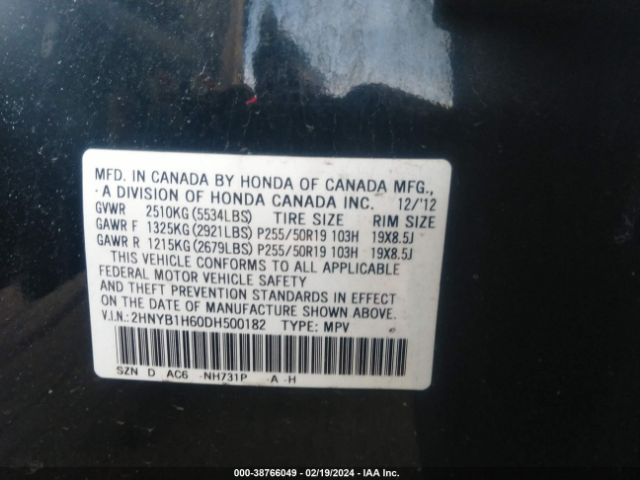 MFD. IN CANADA BY HONDA OF CANADA MFG.,
A DIVISION OF HONDA CANADA INC. 12/'12
GVWR 2510KG(5534LBS) TIRE SIZE RIM SIZE
GAWR F 1325KG(2921LBS) P255/50R19 103H 19X8.5J
GAWR R 1215KG(2679LBS) P255/50R19 103H 19X8.5J
THIS VEHICLE CONFORMS TO ALL APPLICABLE
FEDERAL MOTOR VEHICLE SAFETY
AND THEFT PREVENTION STANDARDS IN EFFECT
ON THE DATE OF MANUFACTURE SHOWN ABOVE.
V.I.N.: 2HNYB1H60DH500182 TYPE: MPV
SZN D AC6 -NH731P -A -H
000-38766049 - 02/19/2024 - IAA Inc.